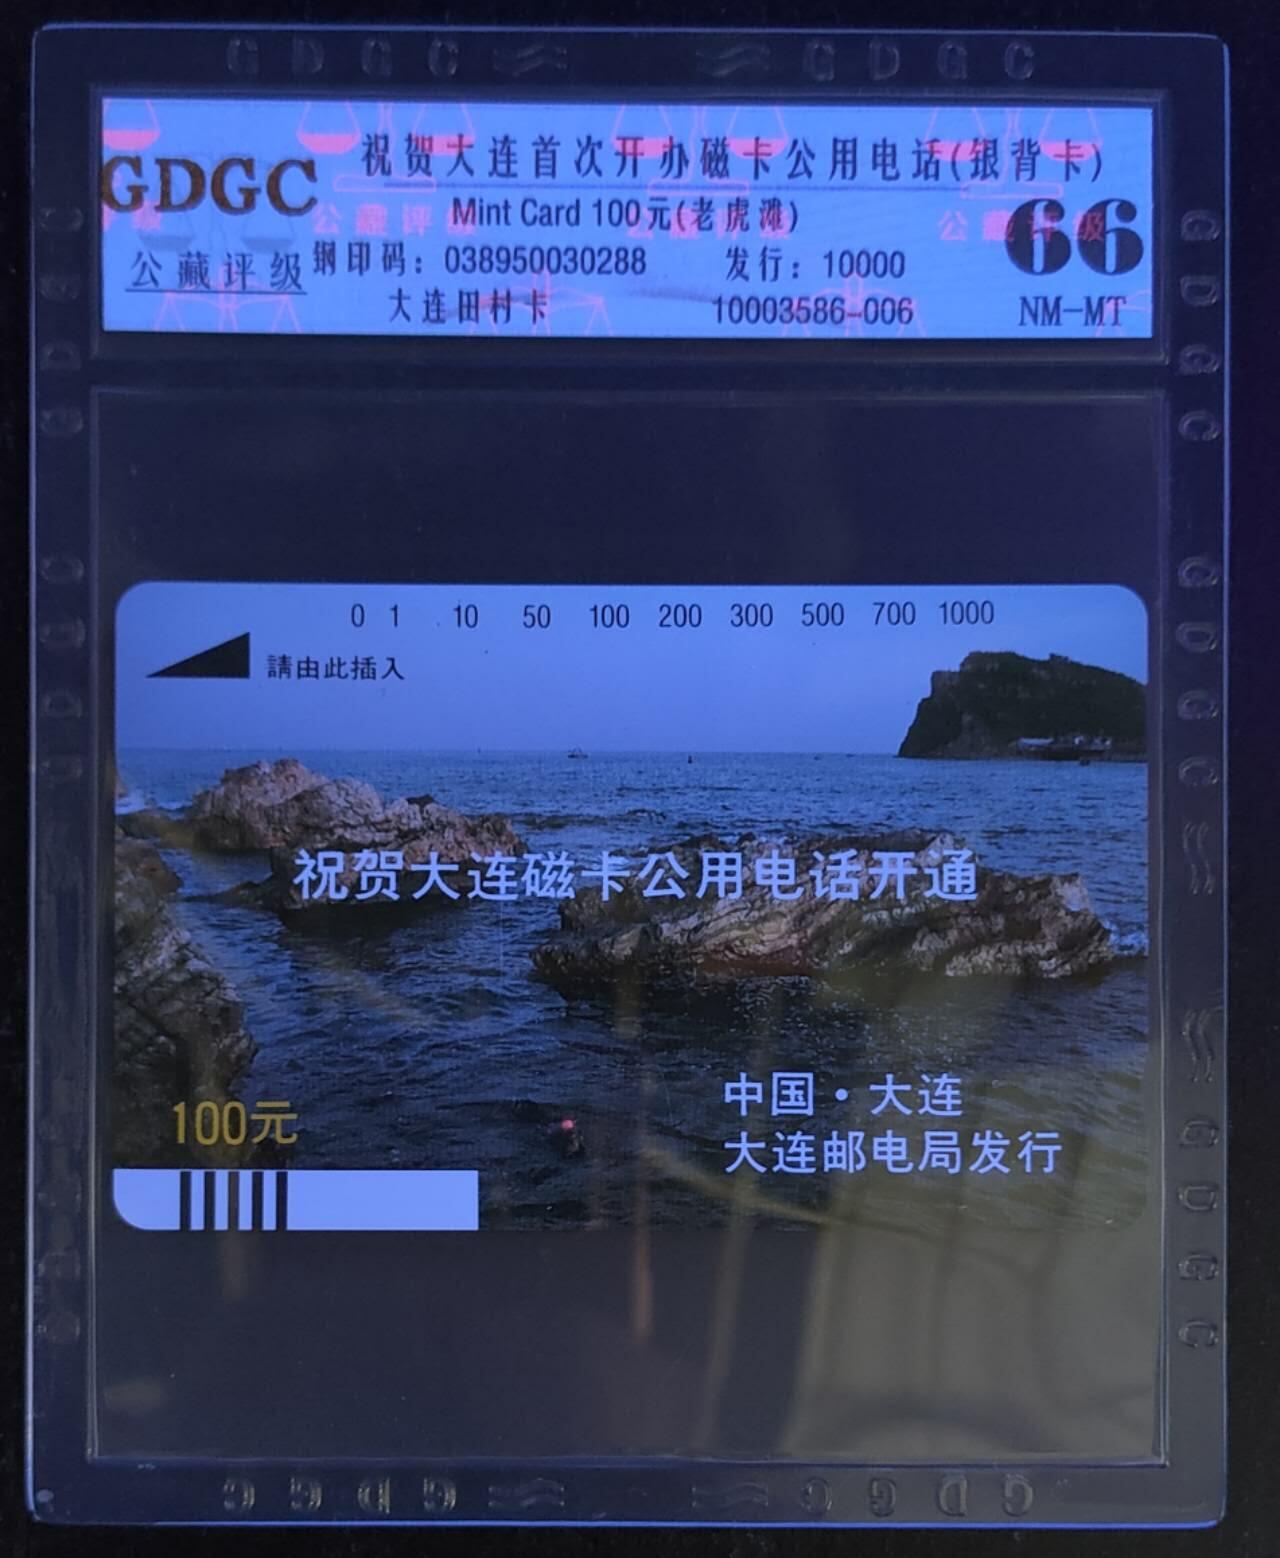 GDGC GDGC
祝贺大连首次开办磁卡公用电话(银背卡)
GDGC
Mint Card 100元(老虎滩)
66
公藏评级
钢印码：038950030288 发行：10000
大连田村卡 10003586-006 NM-MT
0 1 10 50 100 200 300 500 700 1000
請由此插入
祝贺大连磁卡公用电话开通
100元
中国·大连
大连邮电局发行
GDGC GDGC